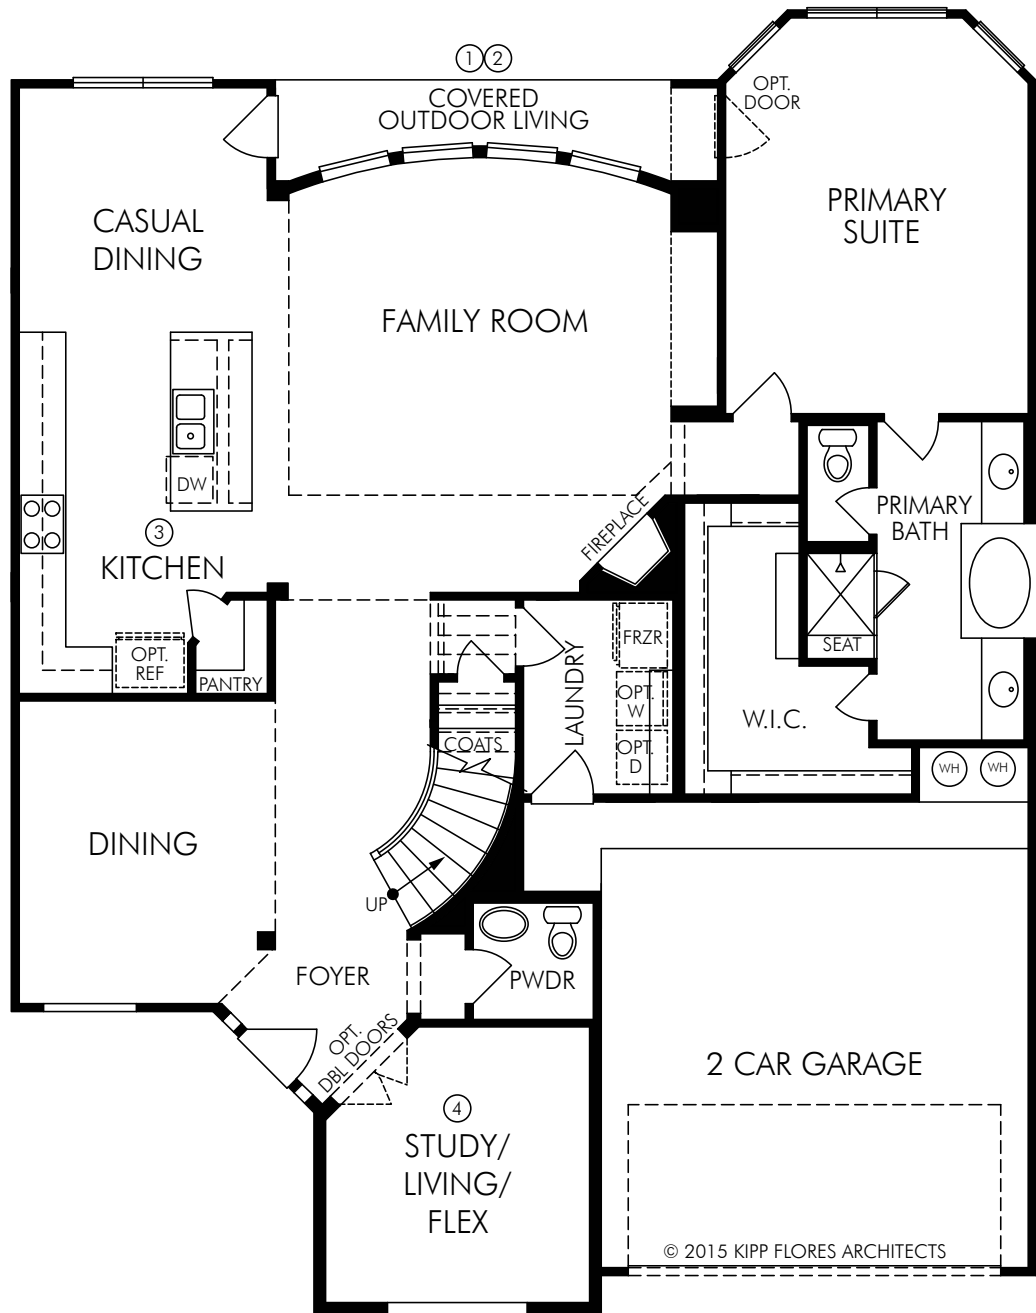 ① ②
COVERED
OUTDOOR LIVING
OPT.
DOOR
PRIMARY
SUITE
CASUAL
DINING
FAMILY ROOM
DW
③
KITCHEN
FIREPLACE
PRIMARY
BATH
OPT.
REF
PANTRY
LAUNDRY
FRZR
OPT.
W
OPT.
D
SEAT
W.I.C.
COATS
WH
WH
DINING
UP
FOYER
PWDR
OPT.
DBL DOORS
④
STUDY/
LIVING/
FLEX
2 CAR GARAGE
© 2015 KIPP FLORES ARCHITECTS